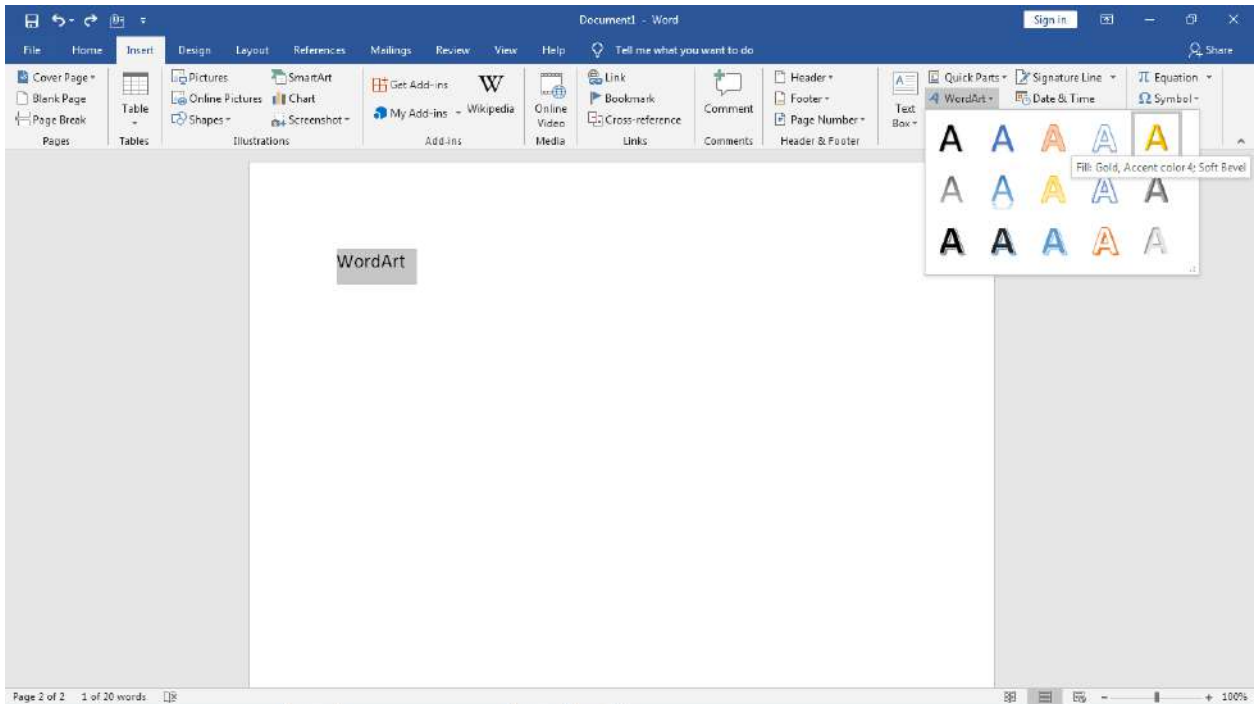 Document1 - Word
Sign in
File Home Insert Design Layout References Mailings Review View Help Tell me what you want to do Share
Cover Page
Blank Page
Page Break
Pages
Table
Tables
Pictures
Online Pictures
Shapes
SmartArt
Chart
Screenshot
Illustrations
Get Add-ins
My Add-ins
W
Wikipedia
Add-ins
Online
Video
Media
Link
Bookmark
Cross-reference
Links
Comment
Comments
Header
Footer
Page Number
Header & Footer
A
Text
Box
Quick Parts
WordArt
Signature Line
Date & Time
π Equation
Ω Symbol
A A A A A
Fill: Gold, Accent color 4; Soft Bevel
A A A A A
A A A A A
WordArt
Page 2 of 2 1 of 20 words
- + 100%